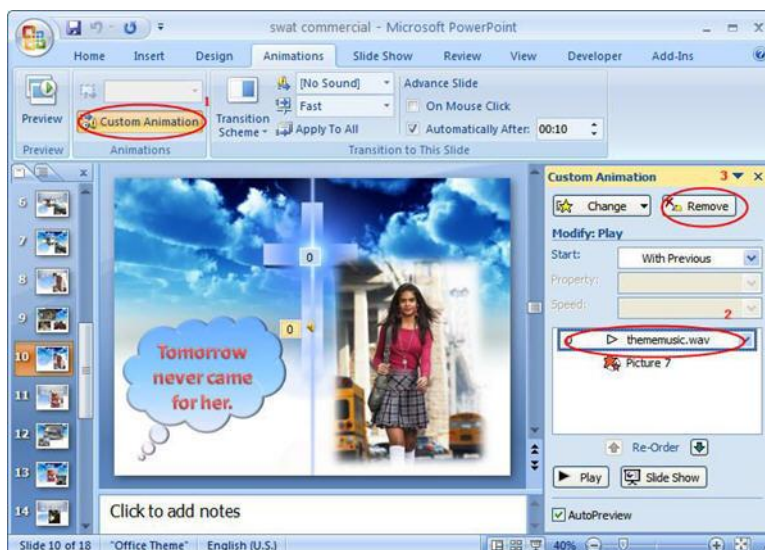 swat commercial - Microsoft PowerPoint
Home Insert Design Animations Slide Show Review View Developer Add-Ins
Preview
Custom Animation
1
Transition Scheme
[No Sound]
Fast
Apply To All
Advance Slide
On Mouse Click
Automatically After: 00:10
Preview
Animations
Transition to This Slide
6
7
8
9
10
11
12
13
14
0
0
Tomorrow
never came
for her.
Click to add notes
Custom Animation 3
Change Remove
Modify: Play
Start: With Previous
Property:
Speed:
2
0 thememusic.wav
Picture 7
Re-Order
Play Slide Show
AutoPreview
Slide 10 of 18 "Office Theme" English (U.S.) 40%